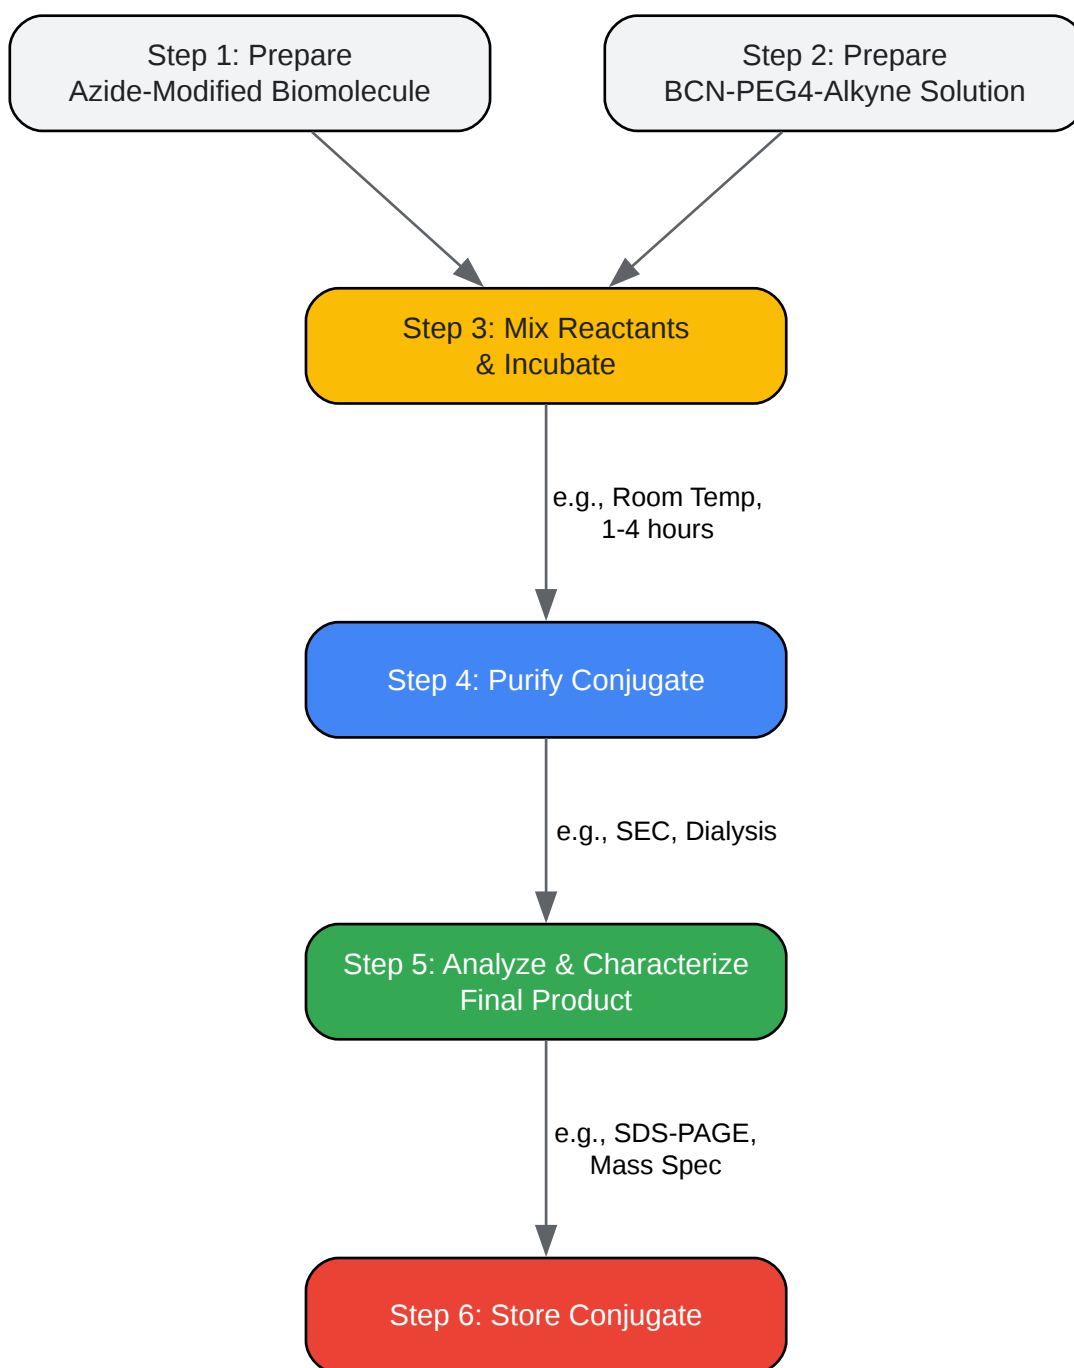 Step 1: Prepare
Azide-Modified Biomolecule
Step 2: Prepare
BCN-PEG4-Alkyne Solution
Step 3: Mix Reactants
& Incubate
e.g., Room Temp,
1-4 hours
Step 4: Purify Conjugate
e.g., SEC, Dialysis
Step 5: Analyze & Characterize
Final Product
e.g., SDS-PAGE,
Mass Spec
Step 6: Store Conjugate